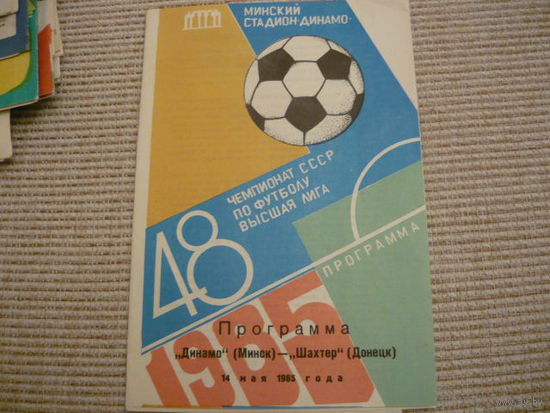 МИНСКИЙ
СТАДИОН·ДИНАМО·
48
ЧЕМПИОНАТ СССР
ПО ФУТБОЛУ
ВЫСШАЯ ЛИГА
ПРОГРАММА
1985
Программа
„Динамо" (Минск)—„Шахтер" (Донецк)
14 мая 1985 года